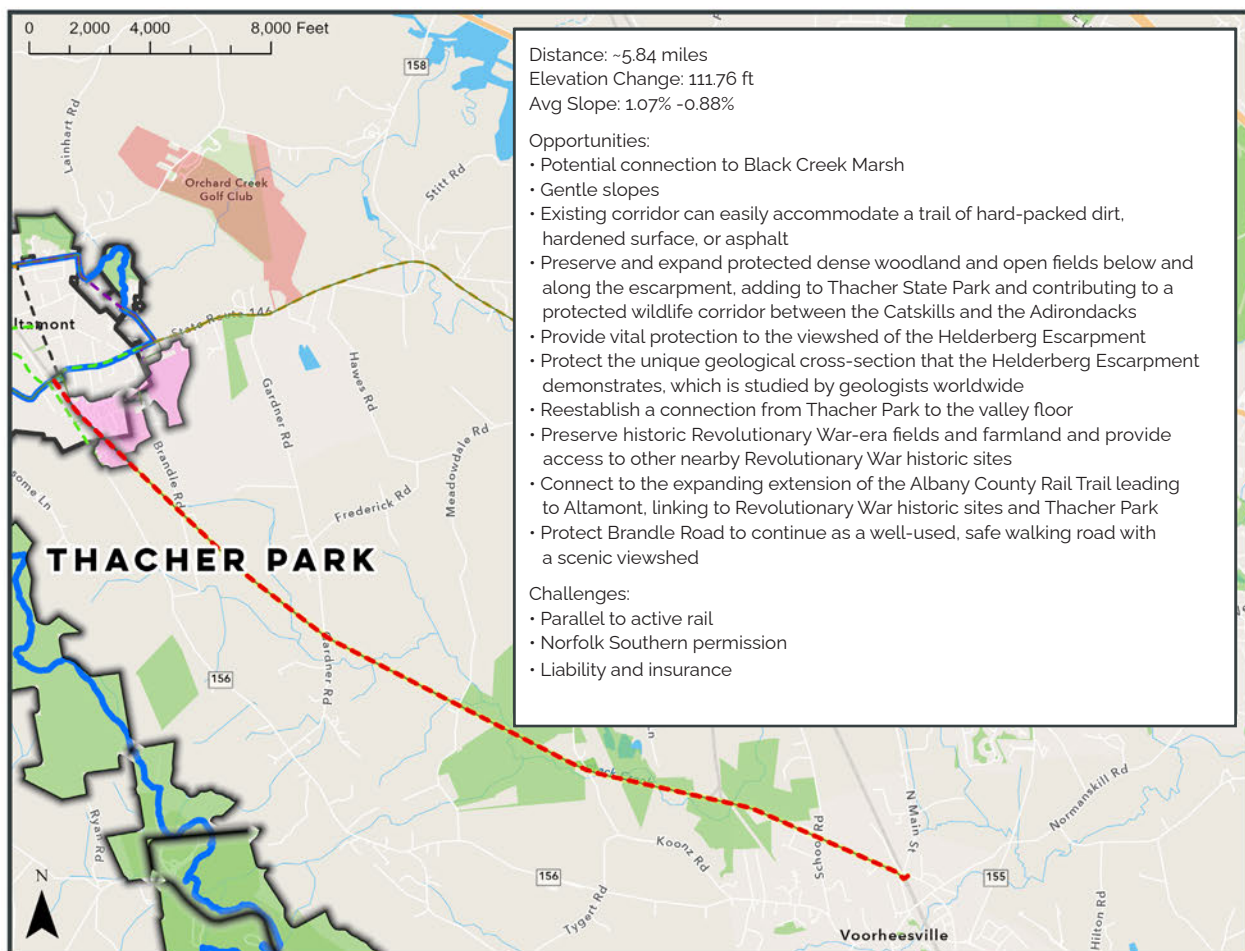 0 2,000 4,000 8,000 Feet
158
Lainhart Rd
Orchard Creek
Golf Club
Stitt Rd
ltamont
State Route 146
Gardner Rd
Hawes Rd
Meadowdale Rd
Brandle Rd
some Ln
Frederick Rd
THACHER PARK
Gardner Rd
156
Ryan Rd
N
Distance: ~5.84 miles
Elevation Change: 111.76 ft
Avg Slope: 1.07% -0.88%
Opportunities:
• Potential connection to Black Creek Marsh
• Gentle slopes
• Existing corridor can easily accommodate a trail of hard-packed dirt,
hardened surface, or asphalt
• Preserve and expand protected dense woodland and open fields below and
along the escarpment, adding to Thacher State Park and contributing to a
protected wildlife corridor between the Catskills and the Adirondacks
• Provide vital protection to the viewshed of the Helderberg Escarpment
• Protect the unique geological cross-section that the Helderberg Escarpment
demonstrates, which is studied by geologists worldwide
• Reestablish a connection from Thacher Park to the valley floor
• Preserve historic Revolutionary War-era fields and farmland and provide
access to other nearby Revolutionary War historic sites
• Connect to the expanding extension of the Albany County Rail Trail leading
to Altamont, linking to Revolutionary War historic sites and Thacher Park
• Protect Brandle Road to continue as a well-used, safe walking road with
a scenic viewshed
Challenges:
• Parallel to active rail
• Norfolk Southern permission
• Liability and insurance
Ln
Koonz Rd
School Rd
N Main St
Normanskill Rd
156
155
Tygert Rd
Voorheesville
Hilton Rd